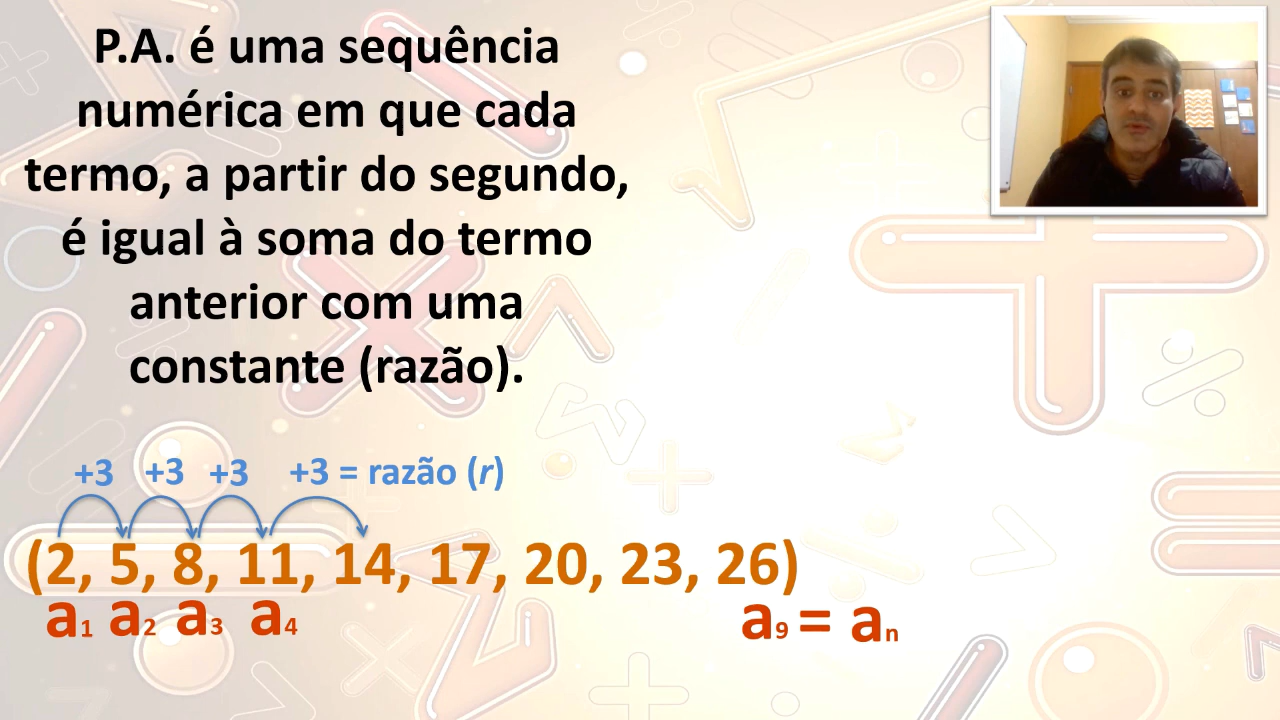 P.A. é uma sequência
numérica em que cada
termo, a partir do segundo,
é igual à soma do termo
anterior com uma
constante (razão).
+3 +3 +3 +3 = razão (r)
(2, 5, 8, 11, 14, 17, 20, 23, 26)
a1 a2 a3 a4 a9 = an